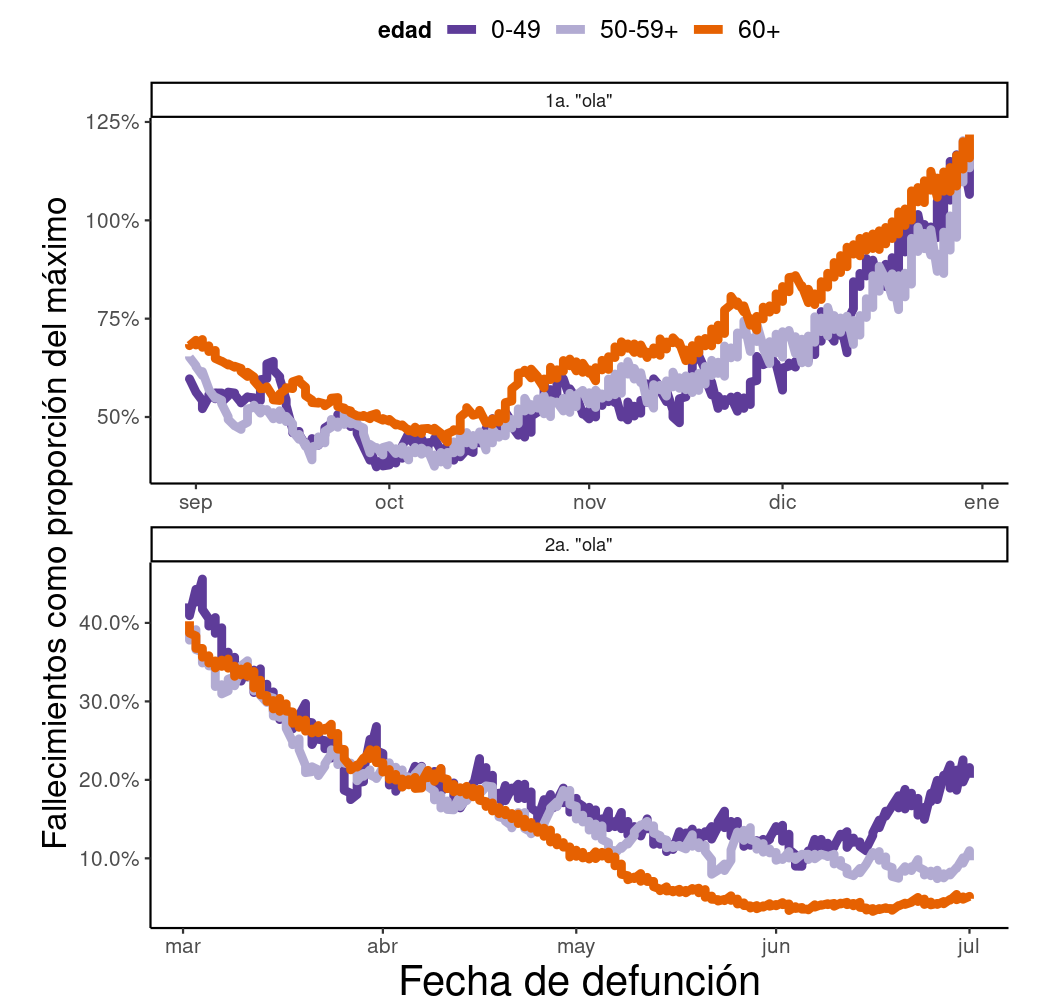 edad 0-49 50-59+ 60+
1a. "ola"
125%
100%
75%
50%
sep oct nov dic ene
2a. "ola"
40.0%
30.0%
20.0%
10.0%
mar abr may jun jul
Fallecimientos como proporción del máximo
Fecha de defunción